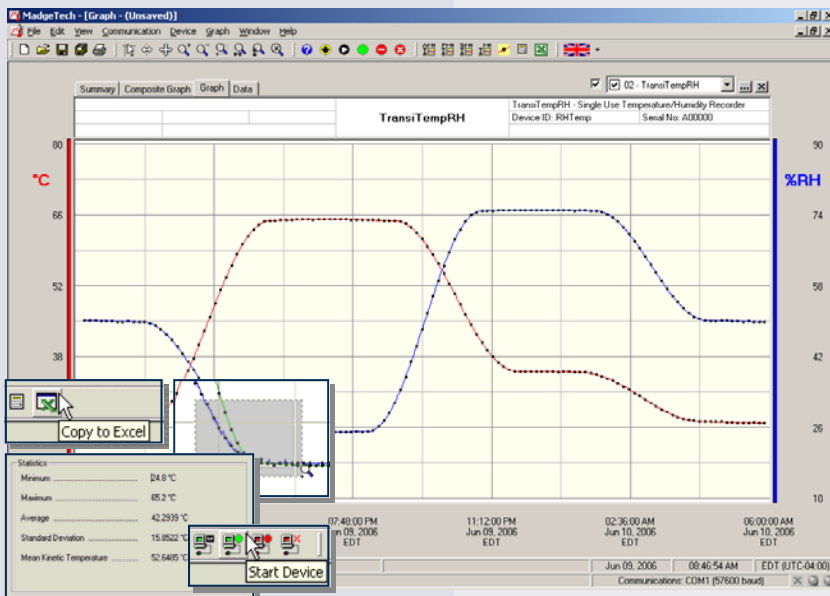 MadgeTech - [Graph - (Unsaved)]
File Edit View Communication Device Graph Window Help
Summary Composite Graph Graph Data
02 - TransiTempRH
TransiTempRH
TransiTempRH - Single Use Temperature/Humidity Recorder
Device ID: RHTemp Serial No: A00000
80 90
°C %RH
66 74
52 50
38 42
26 26
10
Copy to Excel
Statistics
Minimum 24.8 °C
Maximum 65.2 °C
Average 42.2939 °C
Standard Deviation 15.8522 °C
Mean Kinetic Temperature 52.6485 °C
Start Device
07:48:00 PM 11:12:00 PM 02:36:00 AM 06:00:00 AM
Jun 09, 2006 Jun 09, 2006 Jun 10, 2006 Jun 10, 2006
EDT EDT EDT EDT
Jun 09, 2006 08:46:54 AM EDT (UTC-04:00)
Communications: COM1 (57600 baud)